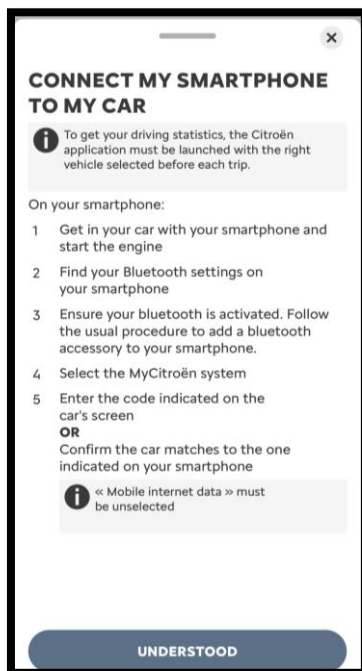 CONNECT MY SMARTPHONE
TO MY CAR
To get your driving statistics, the Citroën
application must be launched with the right
vehicle selected before each trip.
On your smartphone:
1 Get in your car with your smartphone and
start the engine
2 Find your Bluetooth settings on
your smartphone
3 Ensure your bluetooth is activated. Follow
the usual procedure to add a bluetooth
accessory to your smartphone.
4 Select the MyCitroën system
5 Enter the code indicated on the
car's screen
OR
Confirm the car matches to the one
indicated on your smartphone
« Mobile internet data » must
be unselected
UNDERSTOOD